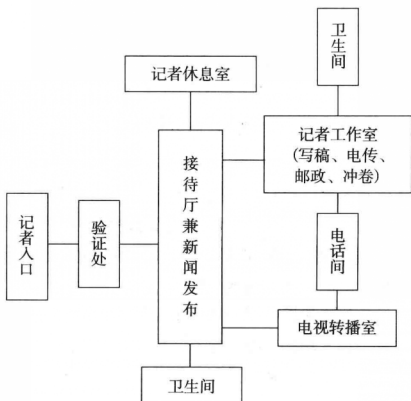 卫生间
记者休息室
记者工作室
(写稿、电传、
邮政、冲卷)
接待厅兼新闻发布
记者入口
验证处
电话间
电视转播室
卫生间